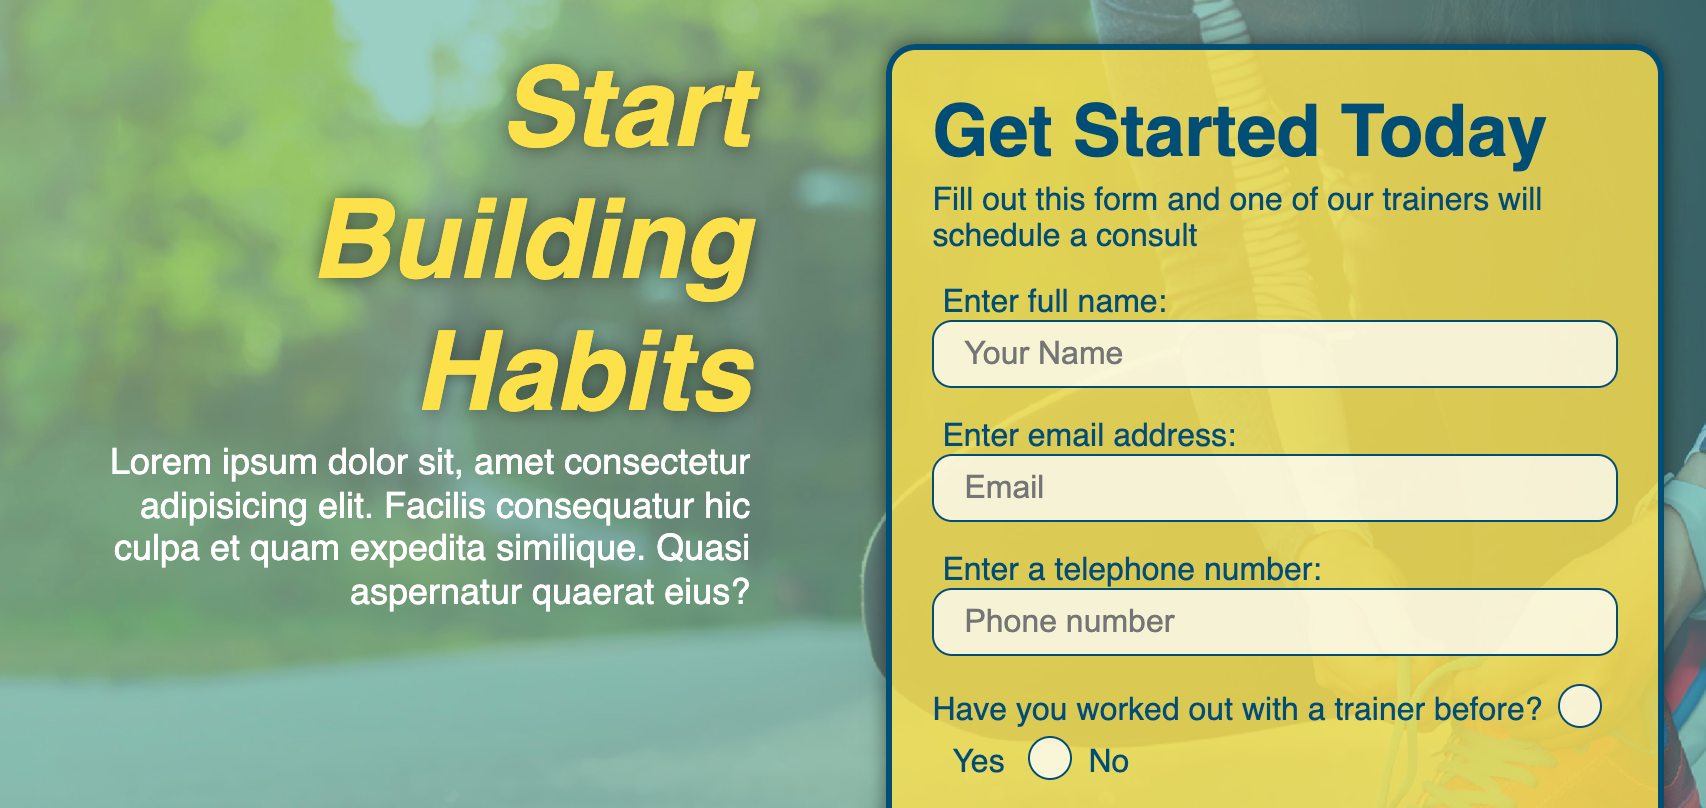 Start
Building
Habits
Lorem ipsum dolor sit, amet consectetur
adipisicing elit. Facilis consequatur hic
culpa et quam expedita similique. Quasi
aspernatur quaerat eius?
Get Started Today
Fill out this form and one of our trainers will
schedule a consult
Enter full name:
Your Name
Enter email address:
Email
Enter a telephone number:
Phone number
Have you worked out with a trainer before?
Yes No